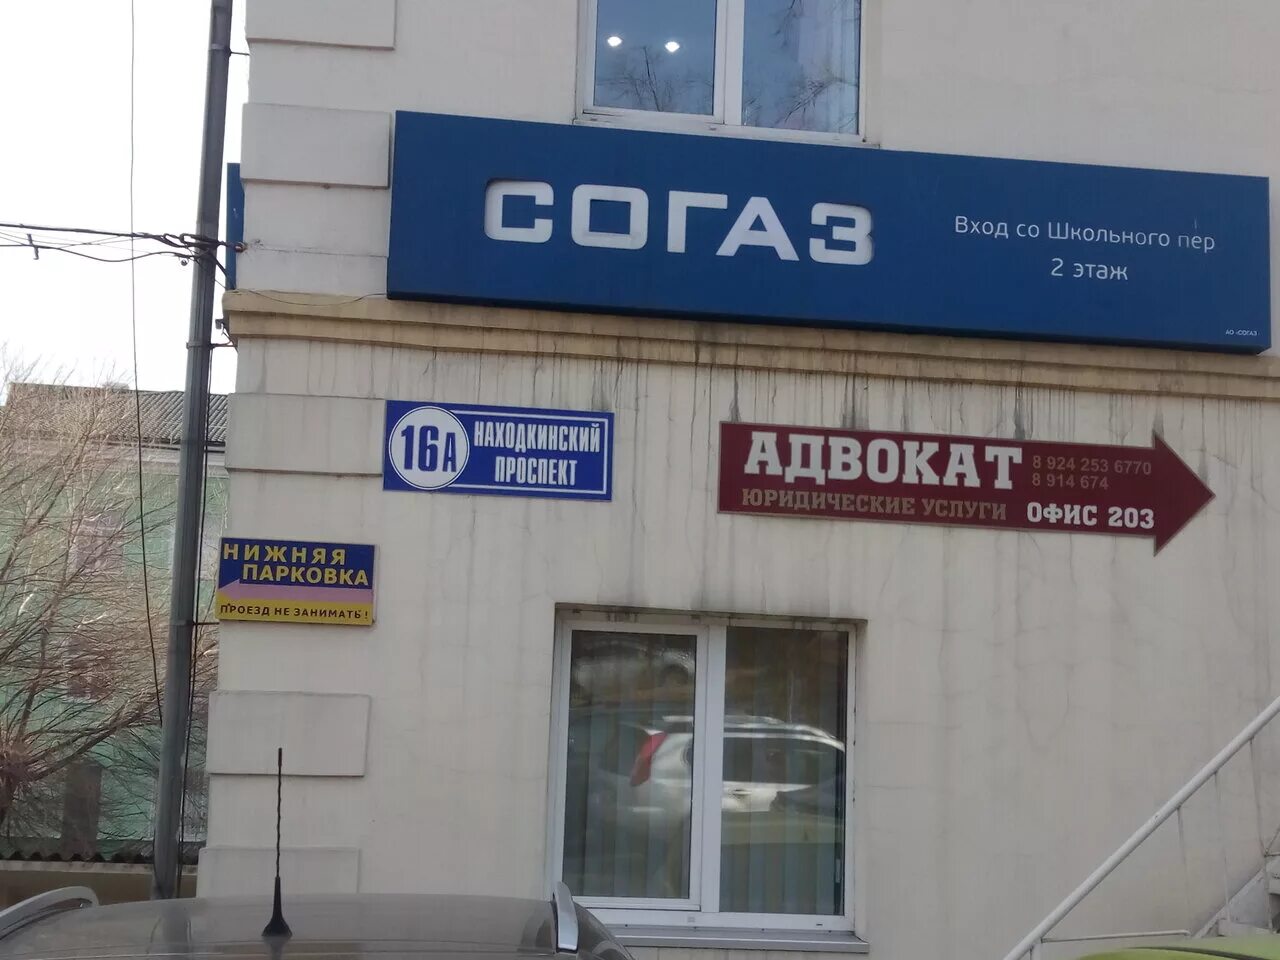 СОГАЗ
Вход со Школьного пер
2 этаж
АО «СОГАЗ»
16А
НАХОДКИНСКИЙ
ПРОСПЕКТ
АДВОКАТ
8 924 253 6770
8 914 674
ЮРИДИЧЕСКИЕ УСЛУГИ
ОФИС 203
НИЖНЯЯ
ПАРКОВКА
ПРОЕЗД НЕ ЗАНИМАТЬ!